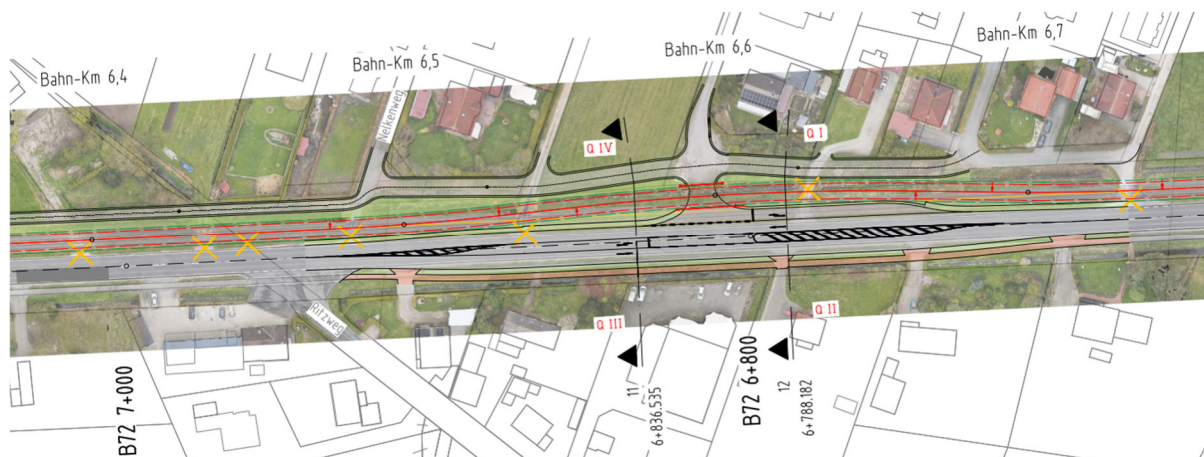 Bahn-Km 6,4
Bahn-Km 6,5
Bahn-Km 6,6
Bahn-Km 6,7
Nelkenweg
Q IV
Q I
Ritzweg
Q III
Q II
B72 7+000
11
6+836.535
B72 6+800
12
6+788.182